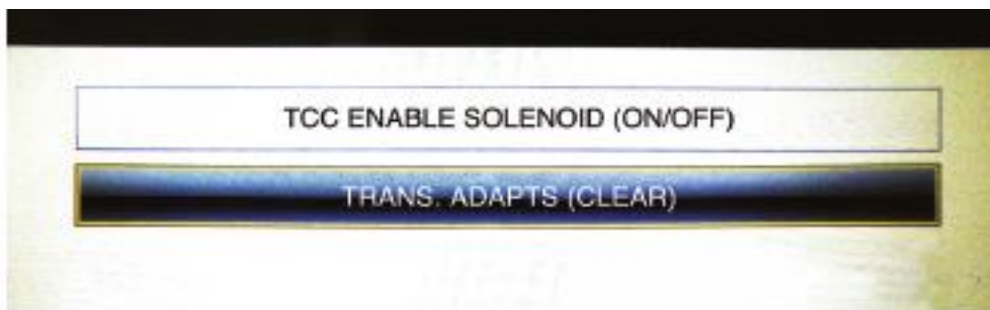 TCC ENABLE SOLENOID (ON/OFF)
TRANS. ADAPTS (CLEAR)